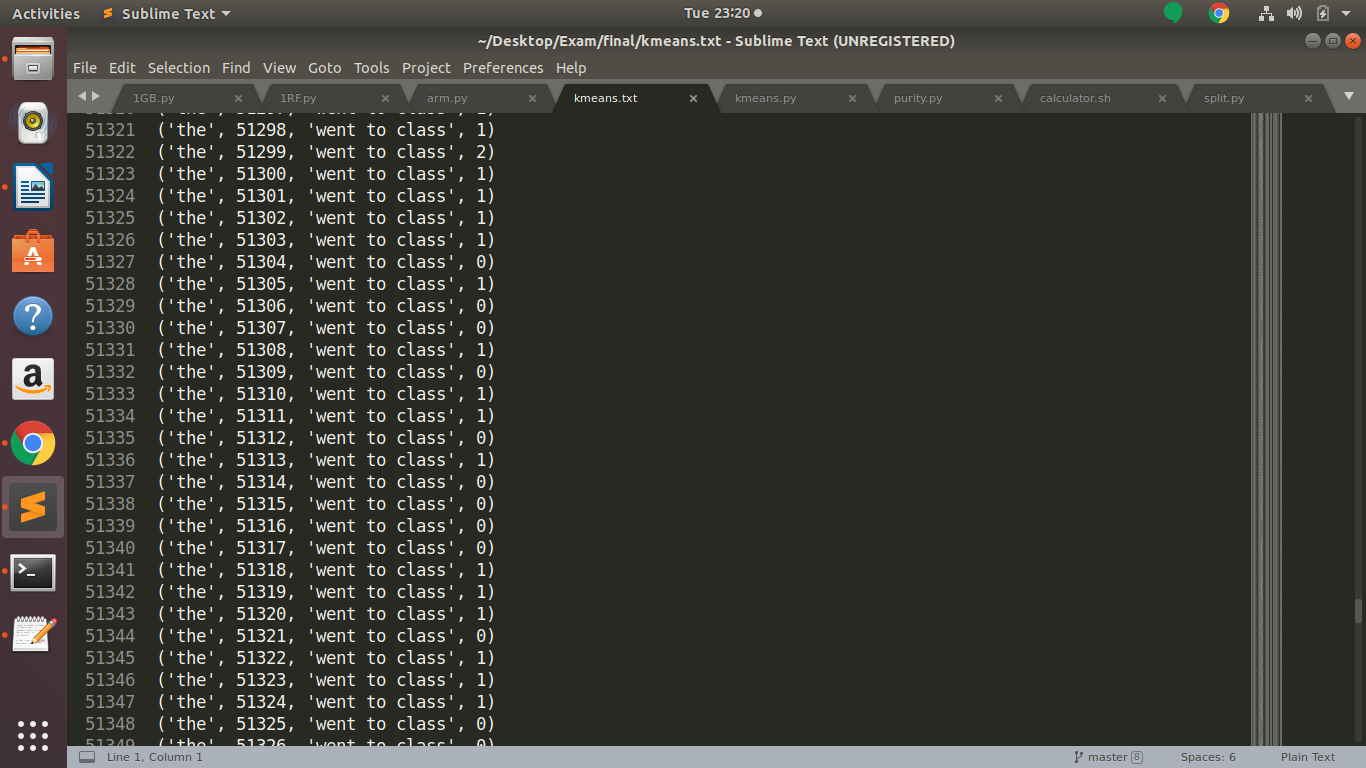 Activities Sublime Text Tue 23:20
~/Desktop/Exam/final/kmeans.txt - Sublime Text (UNREGISTERED)
File Edit Selection Find View Goto Tools Project Preferences Help
1GB.py 1RF.py arm.py kmeans.txt kmeans.py purity.py calculator.sh split.py
51321 ('the', 51298, 'went to class', 1)
51322 ('the', 51299, 'went to class', 2)
51323 ('the', 51300, 'went to class', 1)
51324 ('the', 51301, 'went to class', 1)
51325 ('the', 51302, 'went to class', 1)
51326 ('the', 51303, 'went to class', 1)
51327 ('the', 51304, 'went to class', 0)
51328 ('the', 51305, 'went to class', 1)
51329 ('the', 51306, 'went to class', 0)
51330 ('the', 51307, 'went to class', 0)
51331 ('the', 51308, 'went to class', 1)
51332 ('the', 51309, 'went to class', 0)
51333 ('the', 51310, 'went to class', 1)
51334 ('the', 51311, 'went to class', 1)
51335 ('the', 51312, 'went to class', 0)
51336 ('the', 51313, 'went to class', 1)
51337 ('the', 51314, 'went to class', 0)
51338 ('the', 51315, 'went to class', 0)
51339 ('the', 51316, 'went to class', 0)
51340 ('the', 51317, 'went to class', 0)
51341 ('the', 51318, 'went to class', 1)
51342 ('the', 51319, 'went to class', 1)
51343 ('the', 51320, 'went to class', 1)
51344 ('the', 51321, 'went to class', 0)
51345 ('the', 51322, 'went to class', 1)
51346 ('the', 51323, 'went to class', 1)
51347 ('the', 51324, 'went to class', 1)
51348 ('the', 51325, 'went to class', 0)
51349 ('the', 51326, 'went to class', 0)
Line 1, Column 1 master 8 Spaces: 6 Plain Text